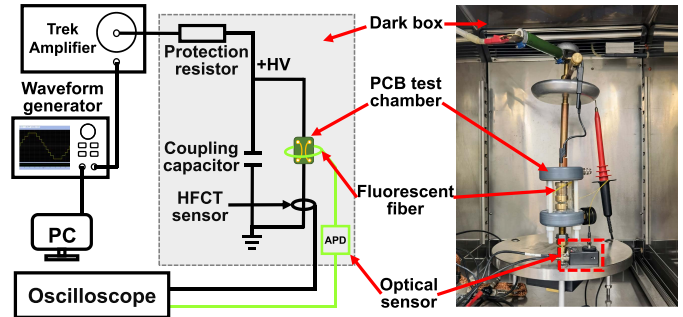 Trek
Amplifier
Waveform
generator
PC
Oscilloscope
Protection
resistor
+HV
Coupling
capacitor
HFCT
sensor
APD
Dark box
PCB test
chamber
Fluorescent
fiber
Optical
sensor